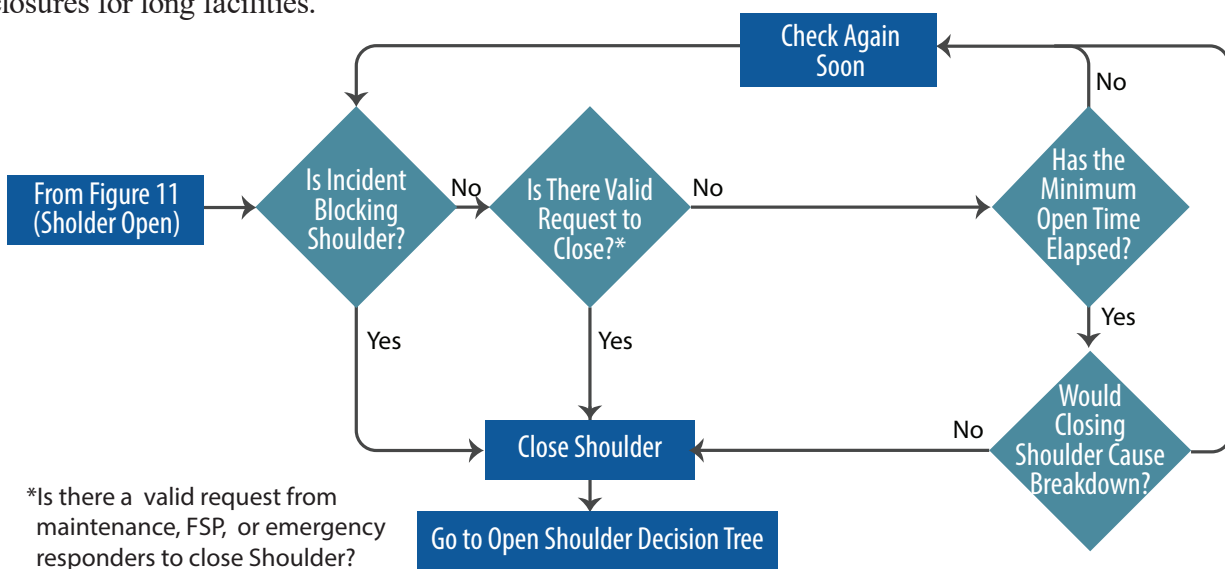 closures for long facilities.
Check Again
Soon
No
From Figure 11
(Sholder Open)
Is Incident
Blocking
Shoulder?
No
Is There Valid
Request to
Close?*
No
Has the
Minimum
Open Time
Elapsed?
Yes
Yes
Yes
Would
Closing
Shoulder Cause
Breakdown?
No
Close Shoulder
Go to Open Shoulder Decision Tree
*Is there a valid request from
maintenance, FSP, or emergency
responders to close Shoulder?